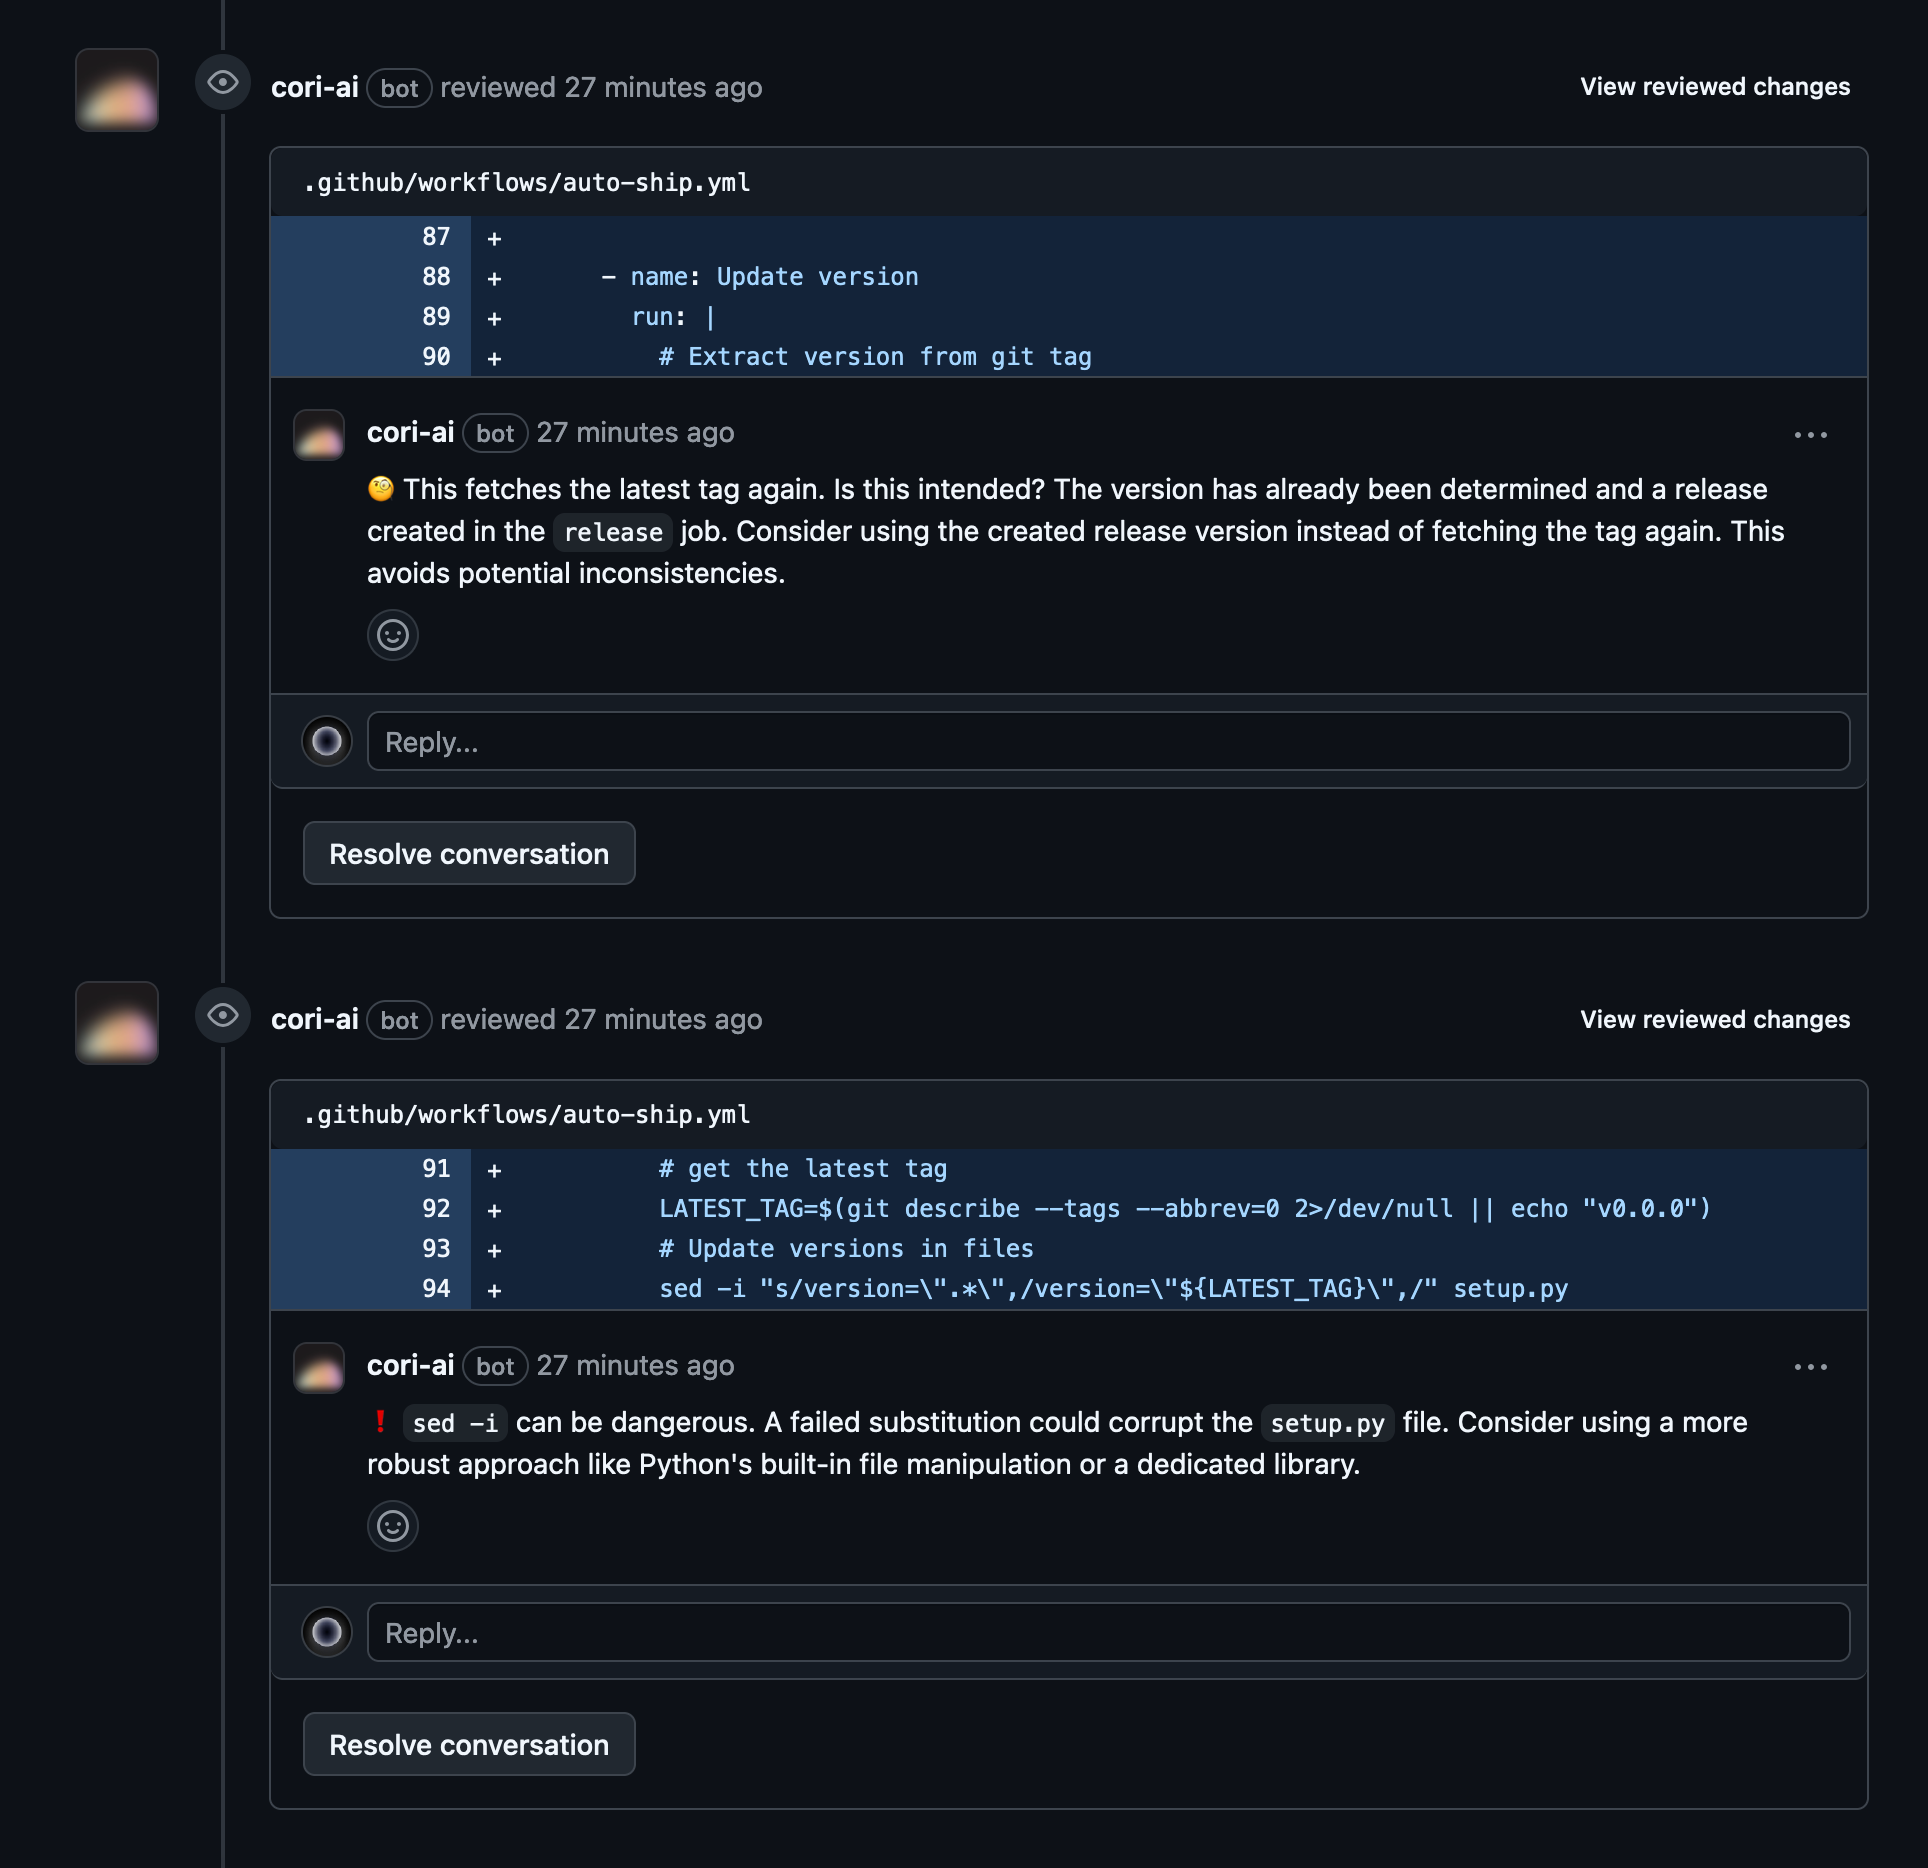 cori-ai bot reviewed 27 minutes ago View reviewed changes
.github/workflows/auto-ship.yml
87 +
88 + - name: Update version
89 + run: |
90 + # Extract version from git tag
cori-ai bot 27 minutes ago ...
🧐 This fetches the latest tag again. Is this intended? The version has already been determined and a release
created in the release job. Consider using the created release version instead of fetching the tag again. This
avoids potential inconsistencies.
Reply...
Resolve conversation
cori-ai bot reviewed 27 minutes ago View reviewed changes
.github/workflows/auto-ship.yml
91 + # get the latest tag
92 + LATEST_TAG=$(git describe --tags --abbrev=0 2>/dev/null || echo "v0.0.0")
93 + # Update versions in files
94 + sed -i "s/version=\".*\",/version=\"${LATEST_TAG}\",/" setup.py
cori-ai bot 27 minutes ago ...
❗ sed -i can be dangerous. A failed substitution could corrupt the setup.py file. Consider using a more
robust approach like Python's built-in file manipulation or a dedicated library.
Reply...
Resolve conversation